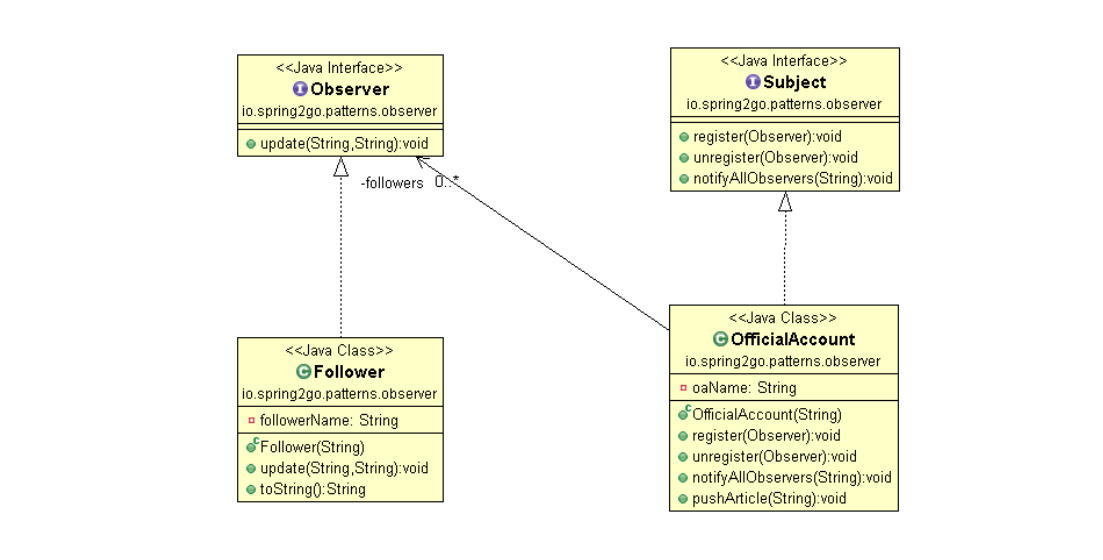 <<Java Interface>>
Observer
io.spring2go.patterns.observer
update(String,String):void
<<Java Interface>>
Subject
io.spring2go.patterns.observer
register(Observer):void
unregister(Observer):void
notifyAllObservers(String):void
-followers 0..*
<<Java Class>>
Follower
io.spring2go.patterns.observer
followerName: String
Follower(String)
update(String,String):void
toString():String
<<Java Class>>
OfficialAccount
io.spring2go.patterns.observer
oaName: String
OfficialAccount(String)
register(Observer):void
unregister(Observer):void
notifyAllObservers(String):void
pushArticle(String):void